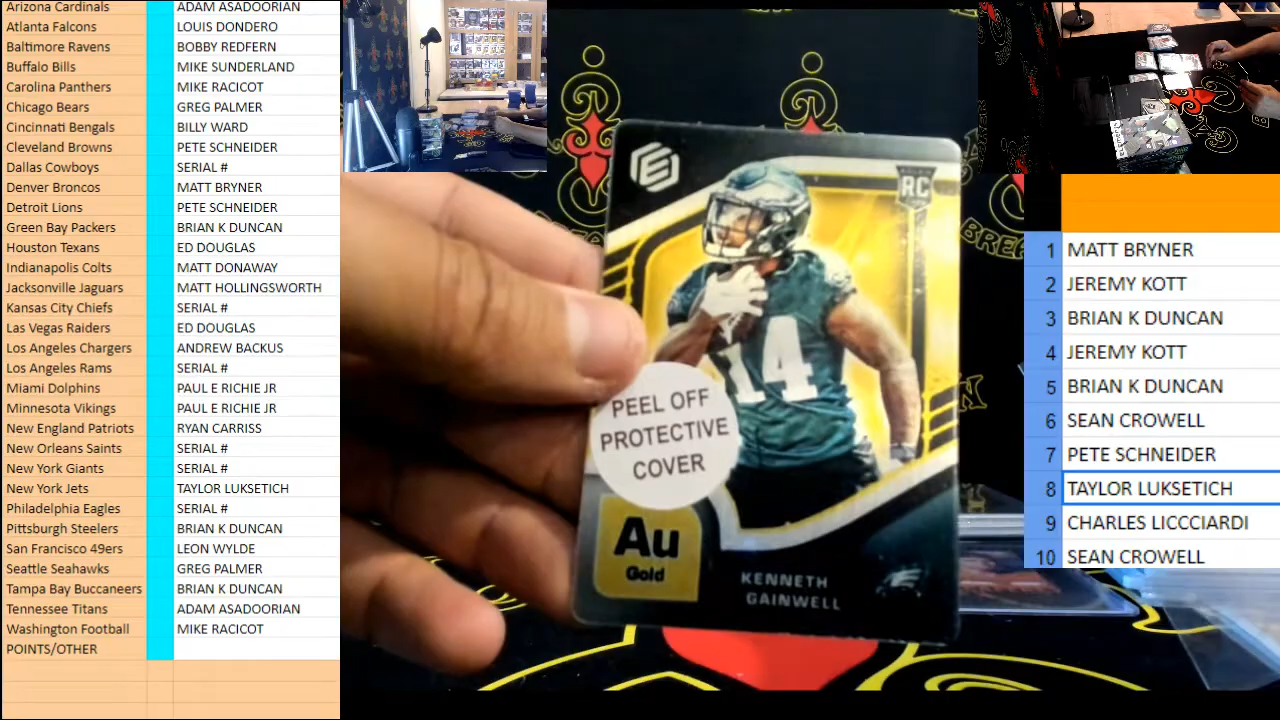 Arizona Cardinals ADAM ASADOORIAN
Atlanta Falcons LOUIS DONDERO
Baltimore Ravens BOBBY REDFERN
Buffalo Bills MIKE SUNDERLAND
Carolina Panthers MIKE RACICOT
Chicago Bears GREG PALMER
Cincinnati Bengals BILLY WARD
Cleveland Browns PETE SCHNEIDER
Dallas Cowboys SERIAL #
Denver Broncos MATT BRYNER
Detroit Lions PETE SCHNEIDER
Green Bay Packers BRIAN K DUNCAN
Houston Texans ED DOUGLAS
Indianapolis Colts MATT DONAWAY
Jacksonville Jaguars MATT HOLLINGSWORTH
Kansas City Chiefs SERIAL #
Las Vegas Raiders ED DOUGLAS
Los Angeles Chargers ANDREW BACKUS
Los Angeles Rams SERIAL #
Miami Dolphins PAUL E RICHIE JR
Minnesota Vikings PAUL E RICHIE JR
New England Patriots RYAN CARRISS
New Orleans Saints SERIAL #
New York Giants SERIAL #
New York Jets TAYLOR LUKSETICH
Philadelphia Eagles SERIAL #
Pittsburgh Steelers BRIAN K DUNCAN
San Francisco 49ers LEON WYLDE
Seattle Seahawks GREG PALMER
Tampa Bay Buccaneers BRIAN K DUNCAN
Tennessee Titans ADAM ASADOORIAN
Washington Football MIKE RACICOT
POINTS/OTHER
RC
14
PEEL OFF
PROTECTIVE
COVER
Au
Gold
KENNETH
GAINWELL
1 MATT BRYNER
2 JEREMY KOTT
3 BRIAN K DUNCAN
4 JEREMY KOTT
5 BRIAN K DUNCAN
6 SEAN CROWELL
7 PETE SCHNEIDER
8 TAYLOR LUKSETICH
9 CHARLES LICCCIARDI
10 SEAN CROWELL